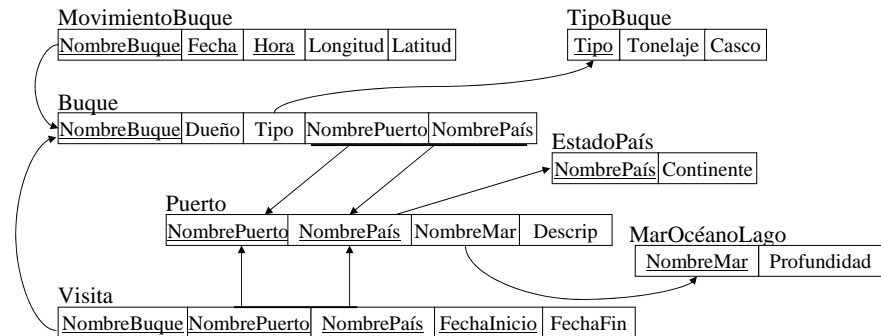 MovimientoBuque
TipoBuque
NombreBuque Fecha Hora Longitud Latitud
Tipo Tonelaje Casco
Buque
NombreBuque Dueño Tipo NombrePuerto NombrePaís
EstadoPaís
NombrePaís Continente
Puerto
NombrePuerto NombrePaís NombreMar Descrip
MarOcéanoLago
NombreMar Profundidad
Visita
NombreBuque NombrePuerto NombrePaís FechaInicio FechaFin